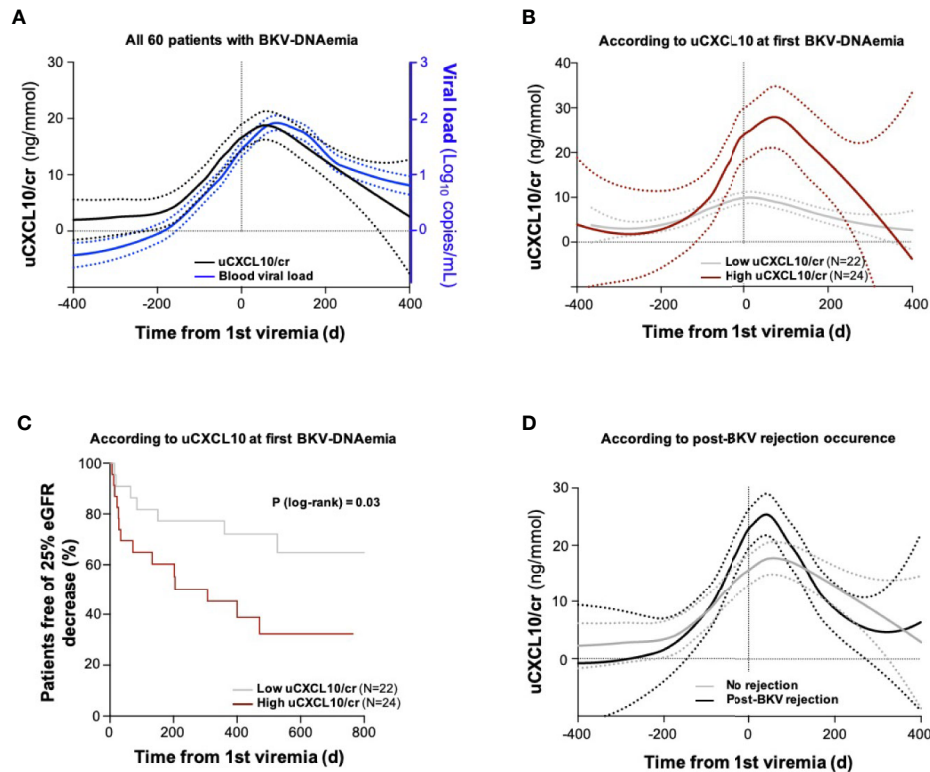 A
All 60 patients with BKV-DNAemia
uCXCL10/cr (ng/mmol)
30
20
10
0
-10
3
2
1
0
-1
Viral load (Log10 copies/mL)
uCXCL10/cr
Blood viral load
-400 -200 0 200 400
Time from 1st viremia (d)
B
According to uCXCL10 at first BKV-DNAemia
uCXCL10/cr (ng/mmol)
40
30
20
10
0
-10
Low uCXCL10/cr (N=22)
High uCXCL10/cr (N=24)
-400 -200 0 200 400
Time from 1st viremia (d)
C
According to uCXCL10 at first BKV-DNAemia
Patients free of 25% eGFR
decrease (%)
100
80
60
40
20
0
P (log-rank) = 0.03
Low uCXCL10/cr (N=22)
High uCXCL10/cr (N=24)
0 200 400 600 800
Time from 1st viremia (d)
D
According to post-BKV rejection occurence
uCXCL10/cr (ng/mmol)
30
20
10
0
-10
No rejection
Post-BKV rejection
-400 -200 0 200 400
Time from 1st viremia (d)